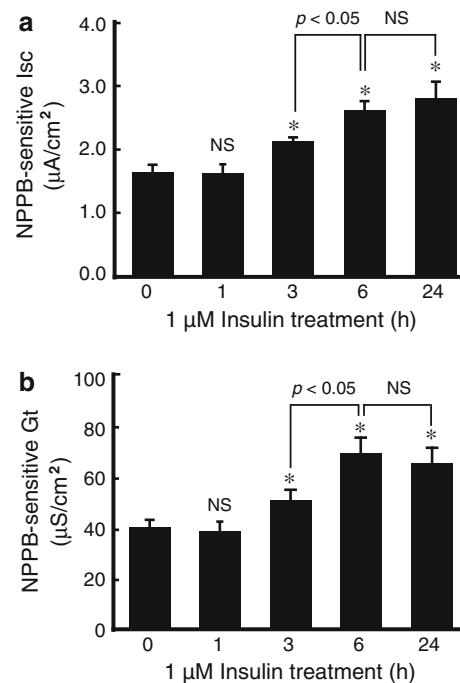 a
p < 0.05
NS
NPPB-sensitive Isc
(μA/cm²)
4.0
3.0
2.0
1.0
0.0
*
*
*
NS
0 1 3 6 24
1 μM Insulin treatment (h)
b
p < 0.05
NS
NPPB-sensitive Gt
(μS/cm²)
100
80
60
40
20
0
*
*
*
NS
0 1 3 6 24
1 μM Insulin treatment (h)